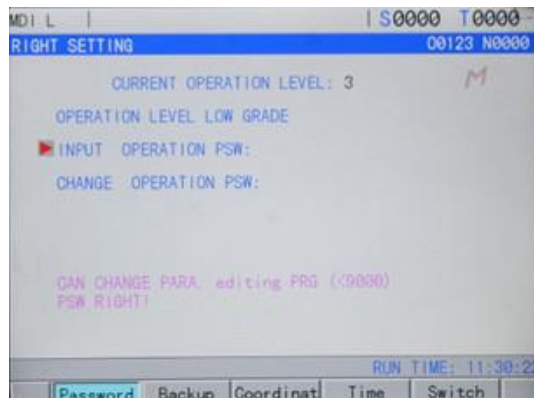 MDI L S0000 T0000
RIGHT SETTING O0123 N0000
CURRENT OPERATION LEVEL: 3
M
OPERATION LEVEL LOW GRADE
INPUT OPERATION PSW:
CHANGE OPERATION PSW:
CAN CHANGE PARA, editing PRG (<9000)
PSW RIGHT!
RUN TIME: 11:30:2
Password Backup Coordinat Time Switch